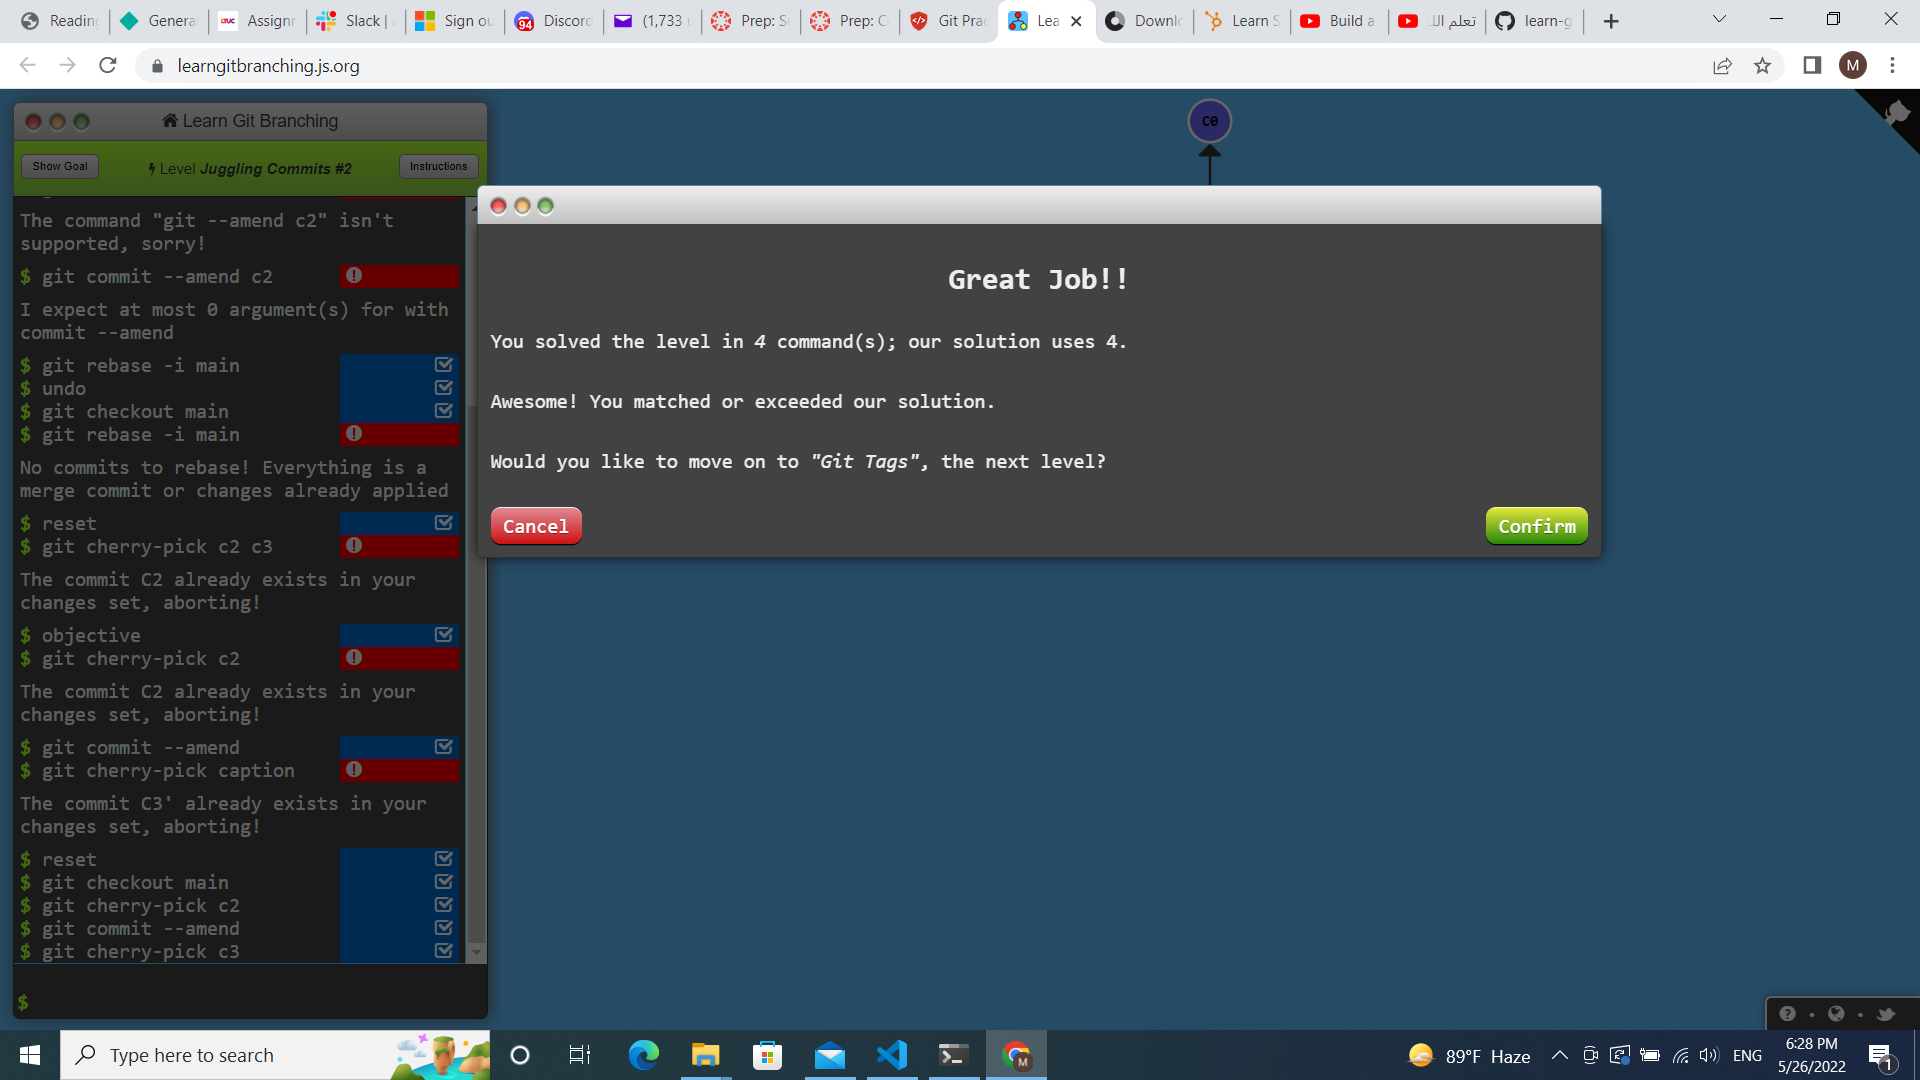 Reading
Genera
LTUC
Assignm
Slack |
Sign ou
94
Discord
(1,733 u
Prep: Se
Prep: C
Git Prac
Lea
Downl
Learn S
Build a
تعلم الل
learn-g
learngitbranching.js.org
M
Learn Git Branching
Show Goal
Level Juggling Commits #2
Instructions
The command "git --amend c2" isn't
supported, sorry!
$ git commit --amend c2
I expect at most 0 argument(s) for with
commit --amend
$ git rebase -i main
$ undo
$ git checkout main
$ git rebase -i main
No commits to rebase! Everything is a
merge commit or changes already applied
$ reset
$ git cherry-pick c2 c3
The commit C2 already exists in your
changes set, aborting!
$ objective
$ git cherry-pick c2
The commit C2 already exists in your
changes set, aborting!
$ git commit --amend
$ git cherry-pick caption
The commit C3' already exists in your
changes set, aborting!
$ reset
$ git checkout main
$ git cherry-pick c2
$ git commit --amend
$ git cherry-pick c3
$
C0
Great Job!!
You solved the level in 4 command(s); our solution uses 4.
Awesome! You matched or exceeded our solution.
Would you like to move on to "Git Tags", the next level?
Cancel
Confirm
Type here to search
M
89°F Haze
ENG
6:28 PM
5/26/2022
1